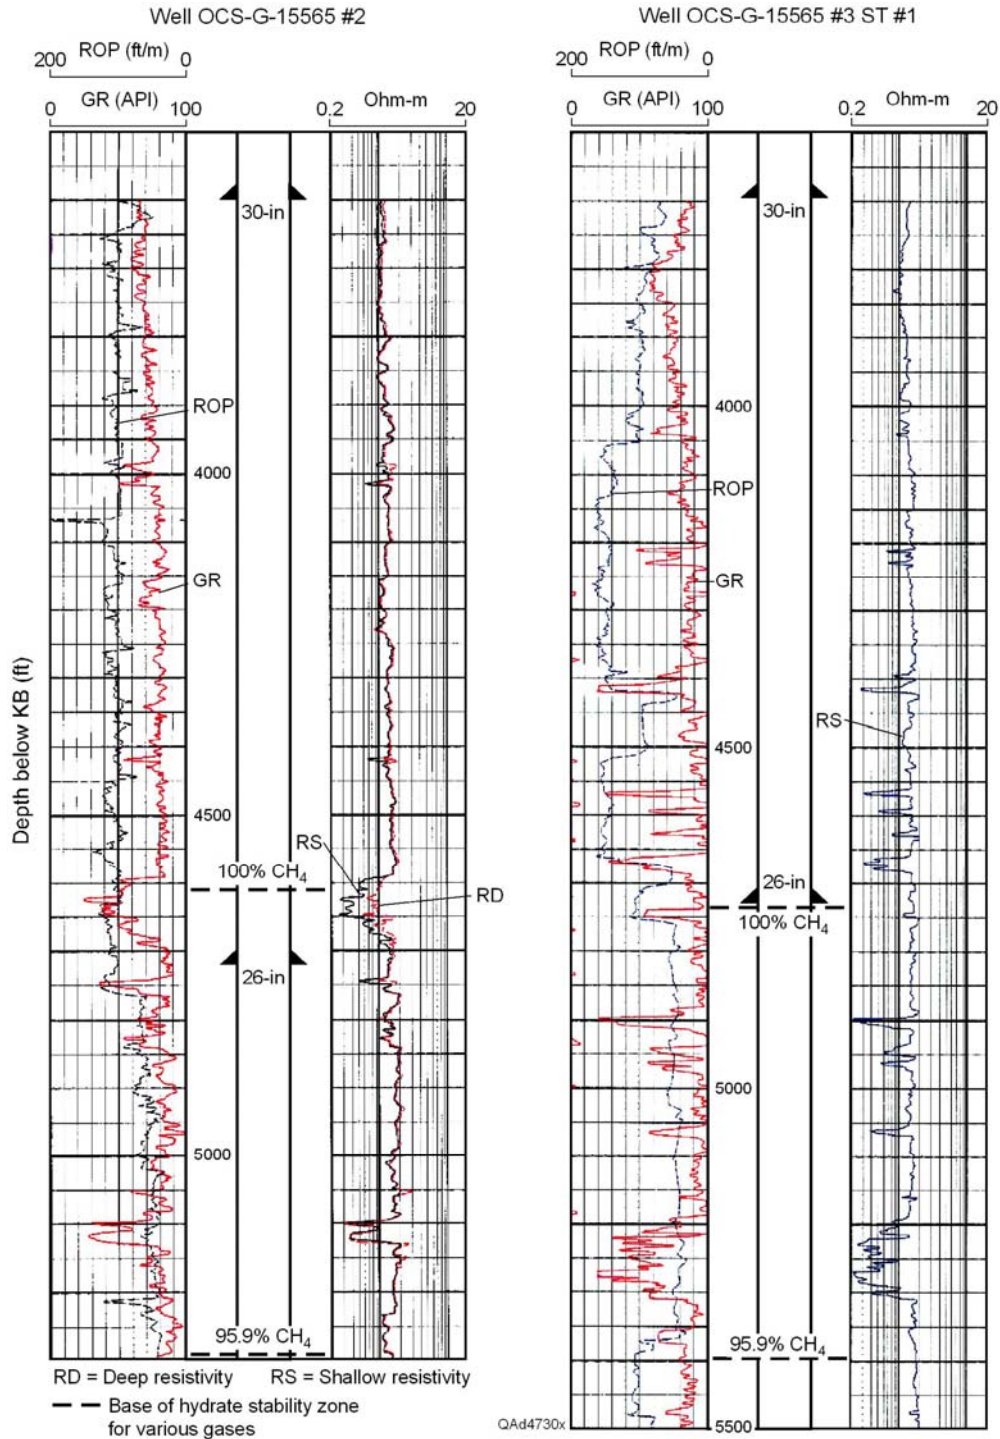 Well OCS-G-15565 #2
Well OCS-G-15565 #3 ST #1
200 ROP (ft/m) 0
GR (API)
0 100
0.2 Ohm-m 20
200 ROP (ft/m) 0
GR (API)
0 100
0.2 Ohm-m 20
Depth below KB (ft)
30-in
ROP
4000
GR
4500
RS
100% CH4
RD
26-in
5000
95.9% CH4
30-in
4000
ROP
GR
RS
4500
26-in
100% CH4
5000
95.9% CH4
5500
RD = Deep resistivity RS = Shallow resistivity
Base of hydrate stability zone
for various gases
QAd4730x